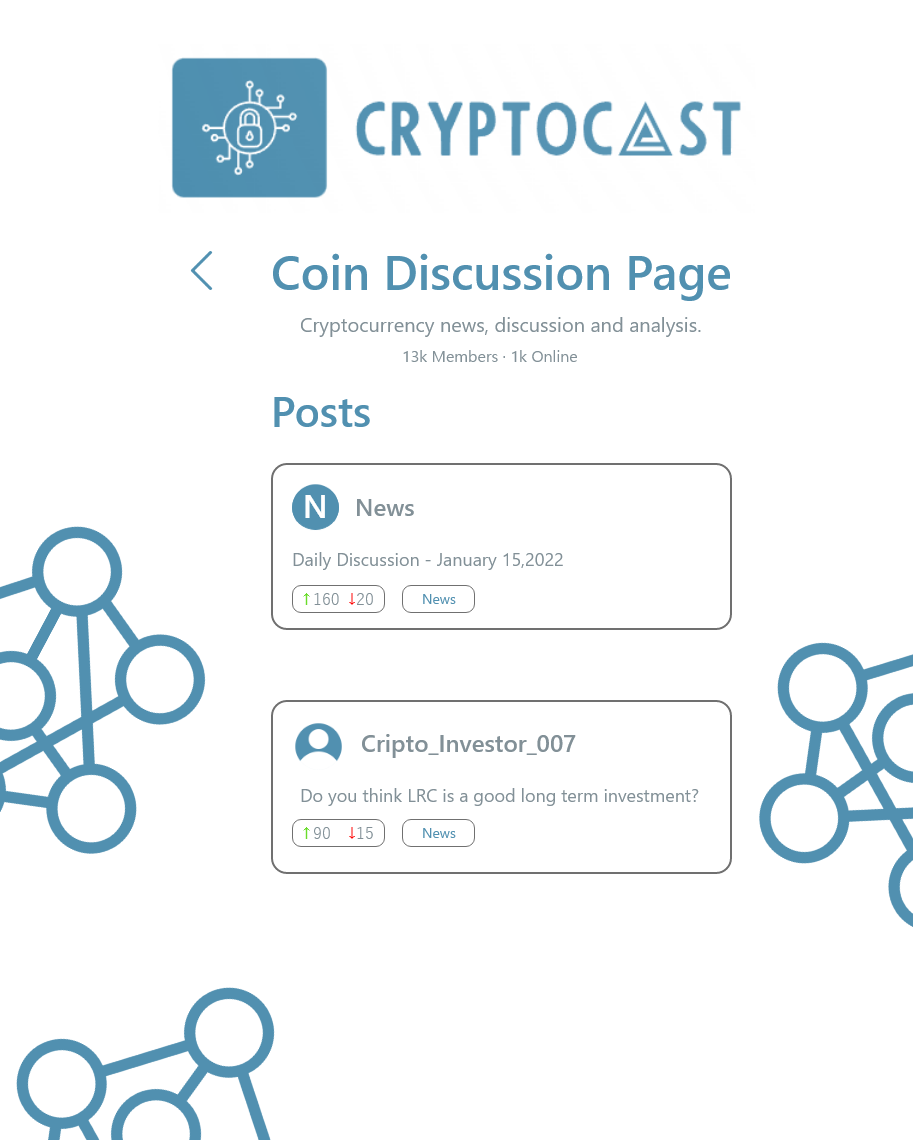 CRYPTOCAST
Coin Discussion Page
Cryptocurrency news, discussion and analysis.
13k Members · 1k Online
Posts
N News
Daily Discussion - January 15,2022
↑160 ↓20 News
Cripto_Investor_007
Do you think LRC is a good long term investment?
↑90 ↓15 News